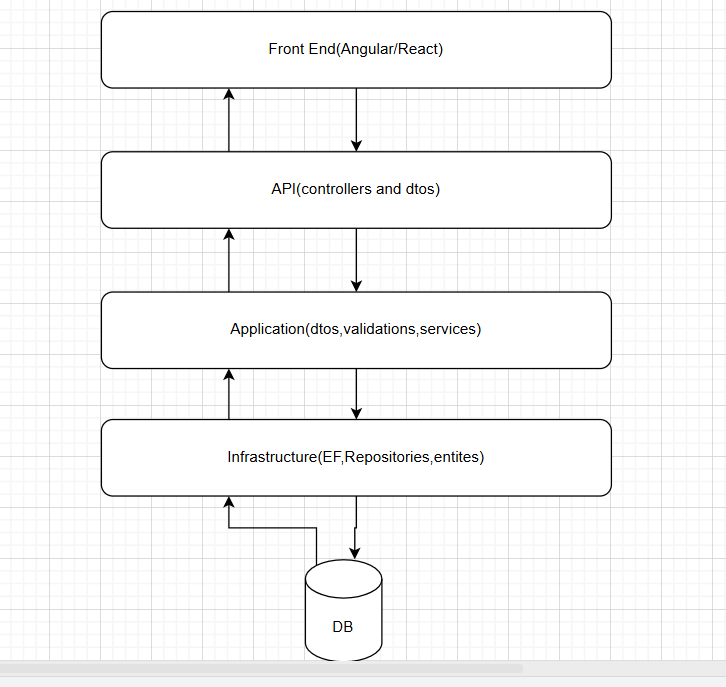 Front End(Angular/React)
API(controllers and dtos)
Application(dtos,validations,services)
Infrastructure(EF,Repositories,entites)
DB